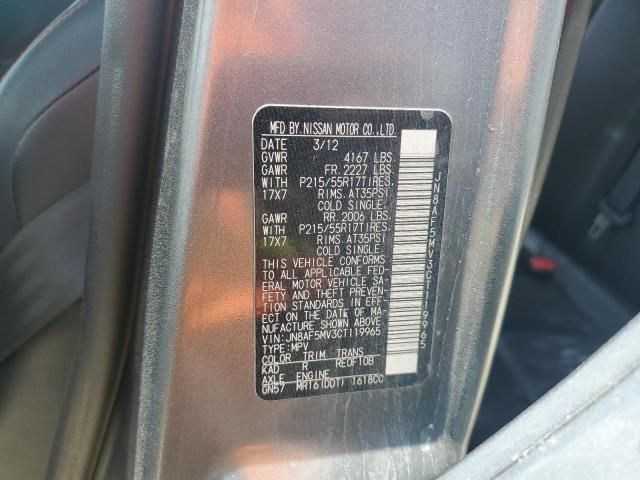 MFD BY NISSAN MOTOR CO., LTD.
DATE 3/12
GVWR 4167 LBS.
GAWR FR. 2227 LBS.
WITH P215/55R17TIRES,
17X7 RIMS. AT35PSI
COLD SINGLE.
GAWR RR. 2006 LBS.
WITH P215/55R17TIRES,
17X7 RIMS. AT35PSI
COLD SINGLE.
THIS VEHICLE CONFORMS
TO ALL APPLICABLE FED-
ERAL MOTOR VEHICLE SA-
FETY AND THEFT PREVEN-
TION STANDARDS IN EFF-
ECT ON THE DATE OF MA-
NUFACTURE SHOWN ABOVE.
VIN:JN8AF5MV3CT119965
TYPE:MPV
COLOR TRIM TRANS
KAD R RE0F10B
AXLE ENGINE
GN57 MR16(DDT) 1618CC
JN8AF5MV3CT119965